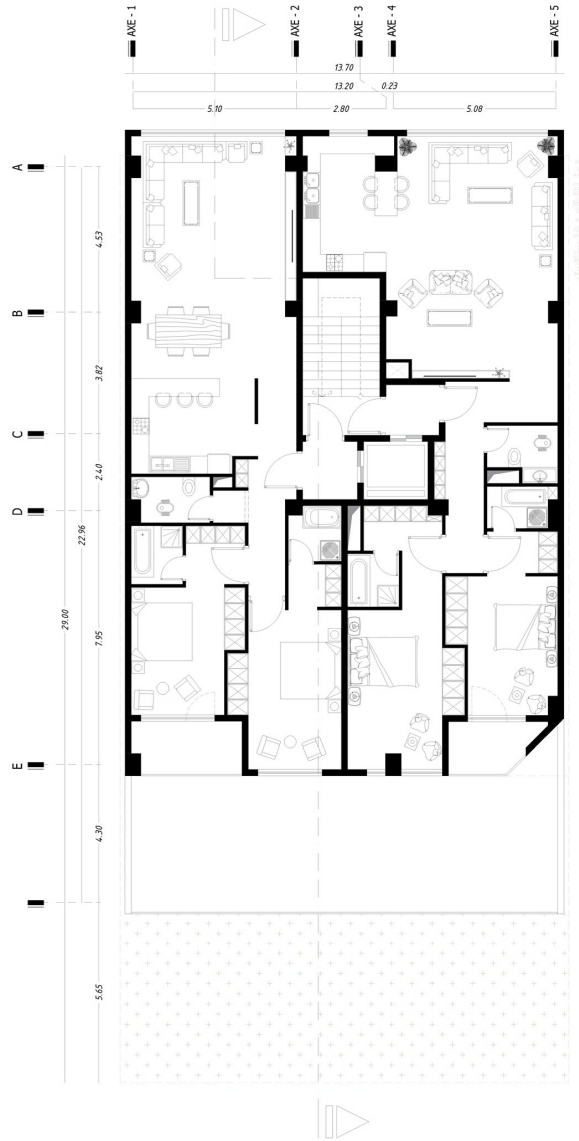 AXE - 1
AXE - 2
AXE - 3
AXE - 4
AXE - 5
13.70
13.20
0.23
5.10
2.80
5.08
A
B
C
D
E
4.53
3.82
2.40
7.95
4.30
5.65
22.96
29.00